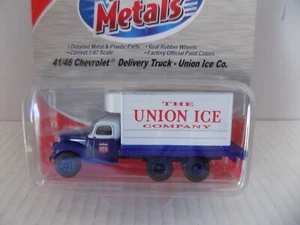 Metals
•Detailed Metal & Plastic Parts •Real Rubber Wheels
•Correct 1:87 Scale •Factory Official Paint Colors
41/46 Chevrolet® Delivery Truck - Union Ice Co.
THE
UNION ICE
COMPANY